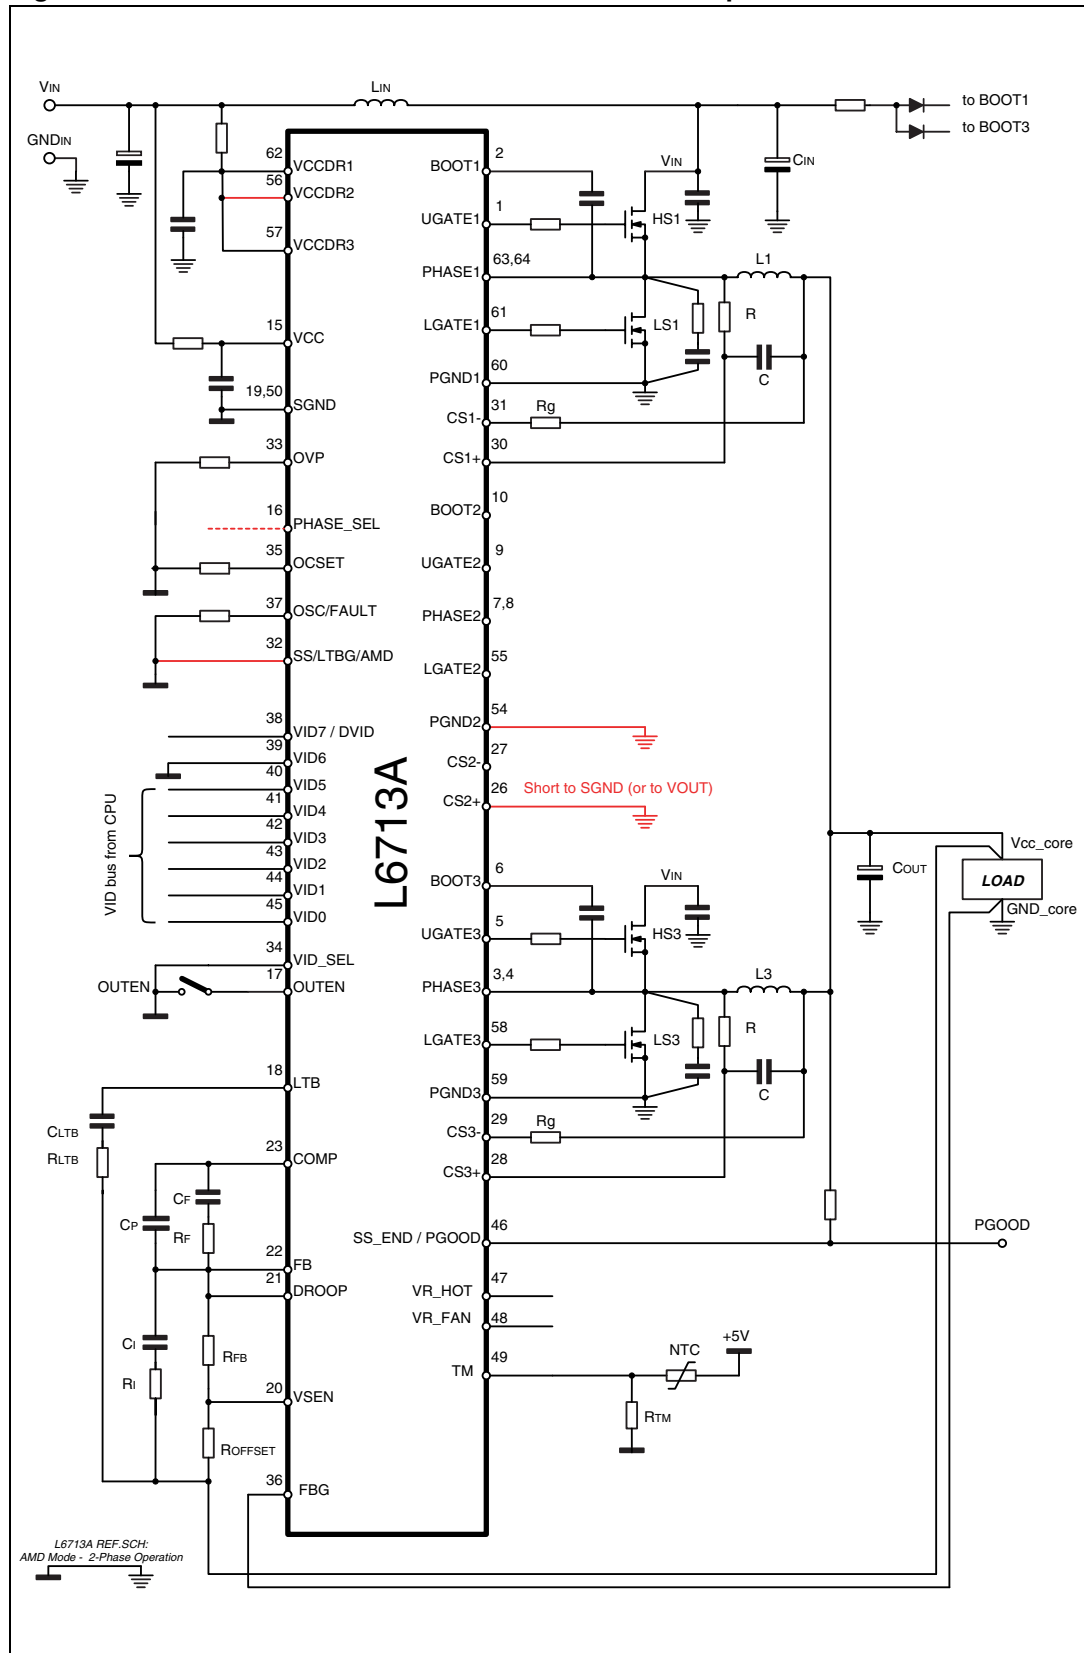 VIN
LIN
to BOOT1
GNDIN
to BOOT3
62
VCCDR1
56
VCCDR2
57
VCCDR3
15
VCC
19,50
SGND
33
OVP
16
PHASE_SEL
35
OCSET
37
OSC/FAULT
32
SS/LTBG/AMD
38
VID7 / DVID
39
VID6
40
VID5
41
VID4
42
VID3
43
VID2
44
VID1
45
VID0
VID bus from CPU
34
VID_SEL
17
OUTEN
OUTEN
18
LTB
CLTB
RLTB
23
COMP
CF
CP
RF
22
FB
21
DROOP
CI
RFB
RI
20
VSEN
ROFFSET
36
FBG
L6713A
2
BOOT1
VIN
CIN
1
UGATE1
HS1
63,64
PHASE1
L1
61
LGATE1
LS1
R
60
PGND1
C
31
CS1-
Rg
30
CS1+
10
BOOT2
9
UGATE2
7,8
PHASE2
55
LGATE2
54
PGND2
27
CS2-
26
CS2+
Short to SGND (or to VOUT)
6
BOOT3
VIN
COUT
Vcc_core
LOAD
GND_core
5
UGATE3
HS3
3,4
PHASE3
L3
58
LGATE3
LS3
R
59
PGND3
C
29
CS3-
Rg
28
CS3+
46
SS_END / PGOOD
PGOOD
47
VR_HOT
48
VR_FAN
49
TM
NTC
+5V
RTM
L6713A REF.SCH:
AMD Mode - 2-Phase Operation